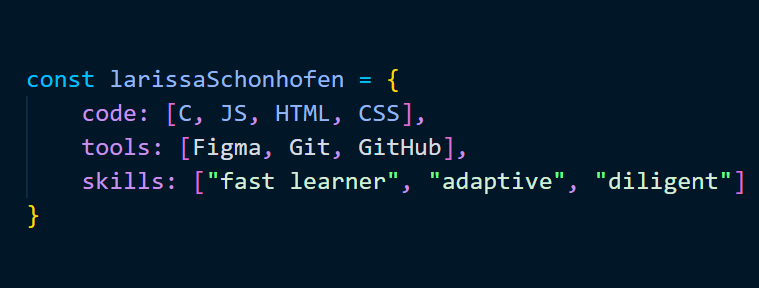 const larissaSchonhofen = {
    code: [C, JS, HTML, CSS],
    tools: [Figma, Git, GitHub],
    skills: ["fast learner", "adaptive", "diligent"]
}